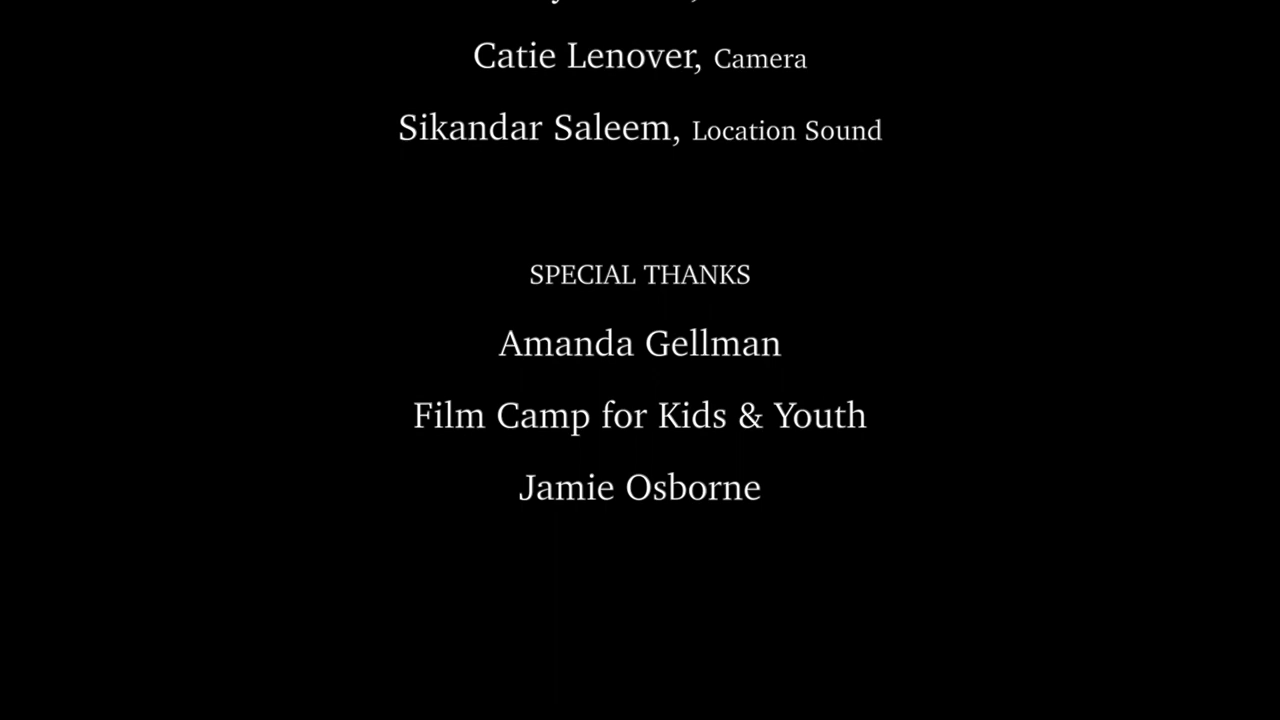 Catie Lenover, Camera
Sikandar Saleem, Location Sound
SPECIAL THANKS
Amanda Gellman
Film Camp for Kids & Youth
Jamie Osborne